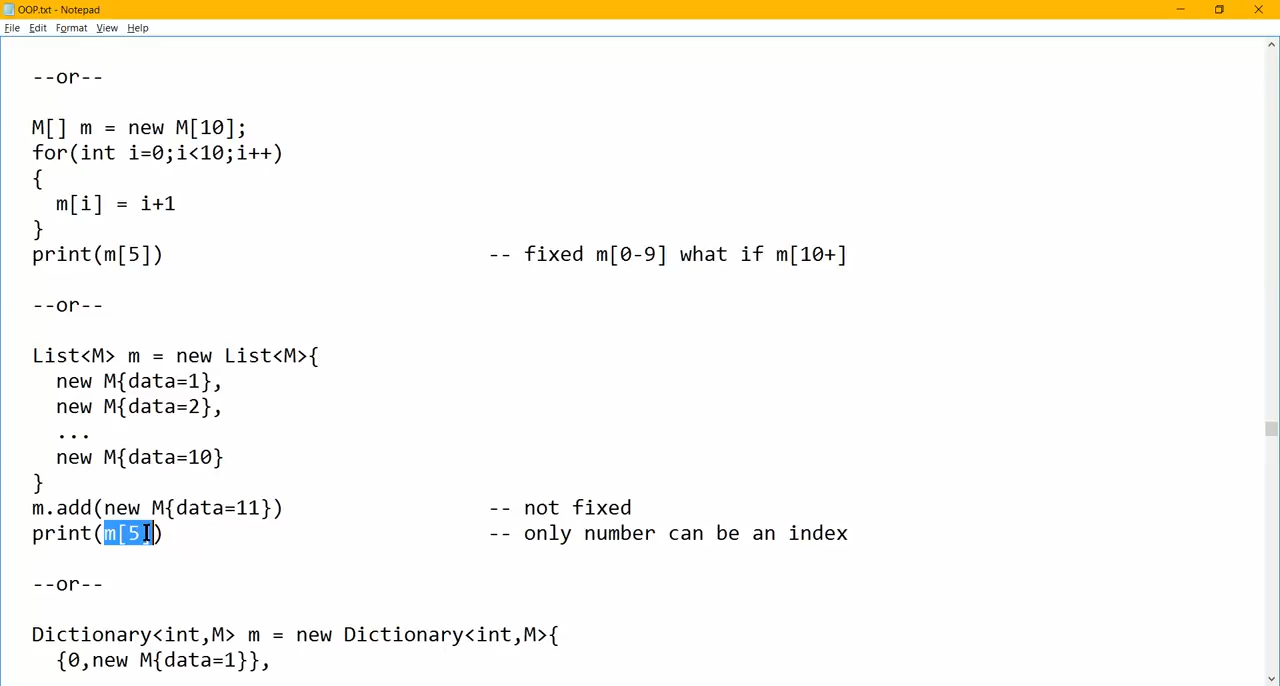 OOP.txt - Notepad
File Edit Format View Help
--or--
M[] m = new M[10];
for(int i=0;i<10;i++)
{
  m[i] = i+1
}
print(m[5])                           -- fixed m[0-9] what if m[10+]
--or--
List<M> m = new List<M>{
  new M{data=1},
  new M{data=2},
  ...
  new M{data=10}
}
m.add(new M{data=11})                 -- not fixed
print(m[5])                           -- only number can be an index
--or--
Dictionary<int,M> m = new Dictionary<int,M>{
  {0,new M{data=1}},